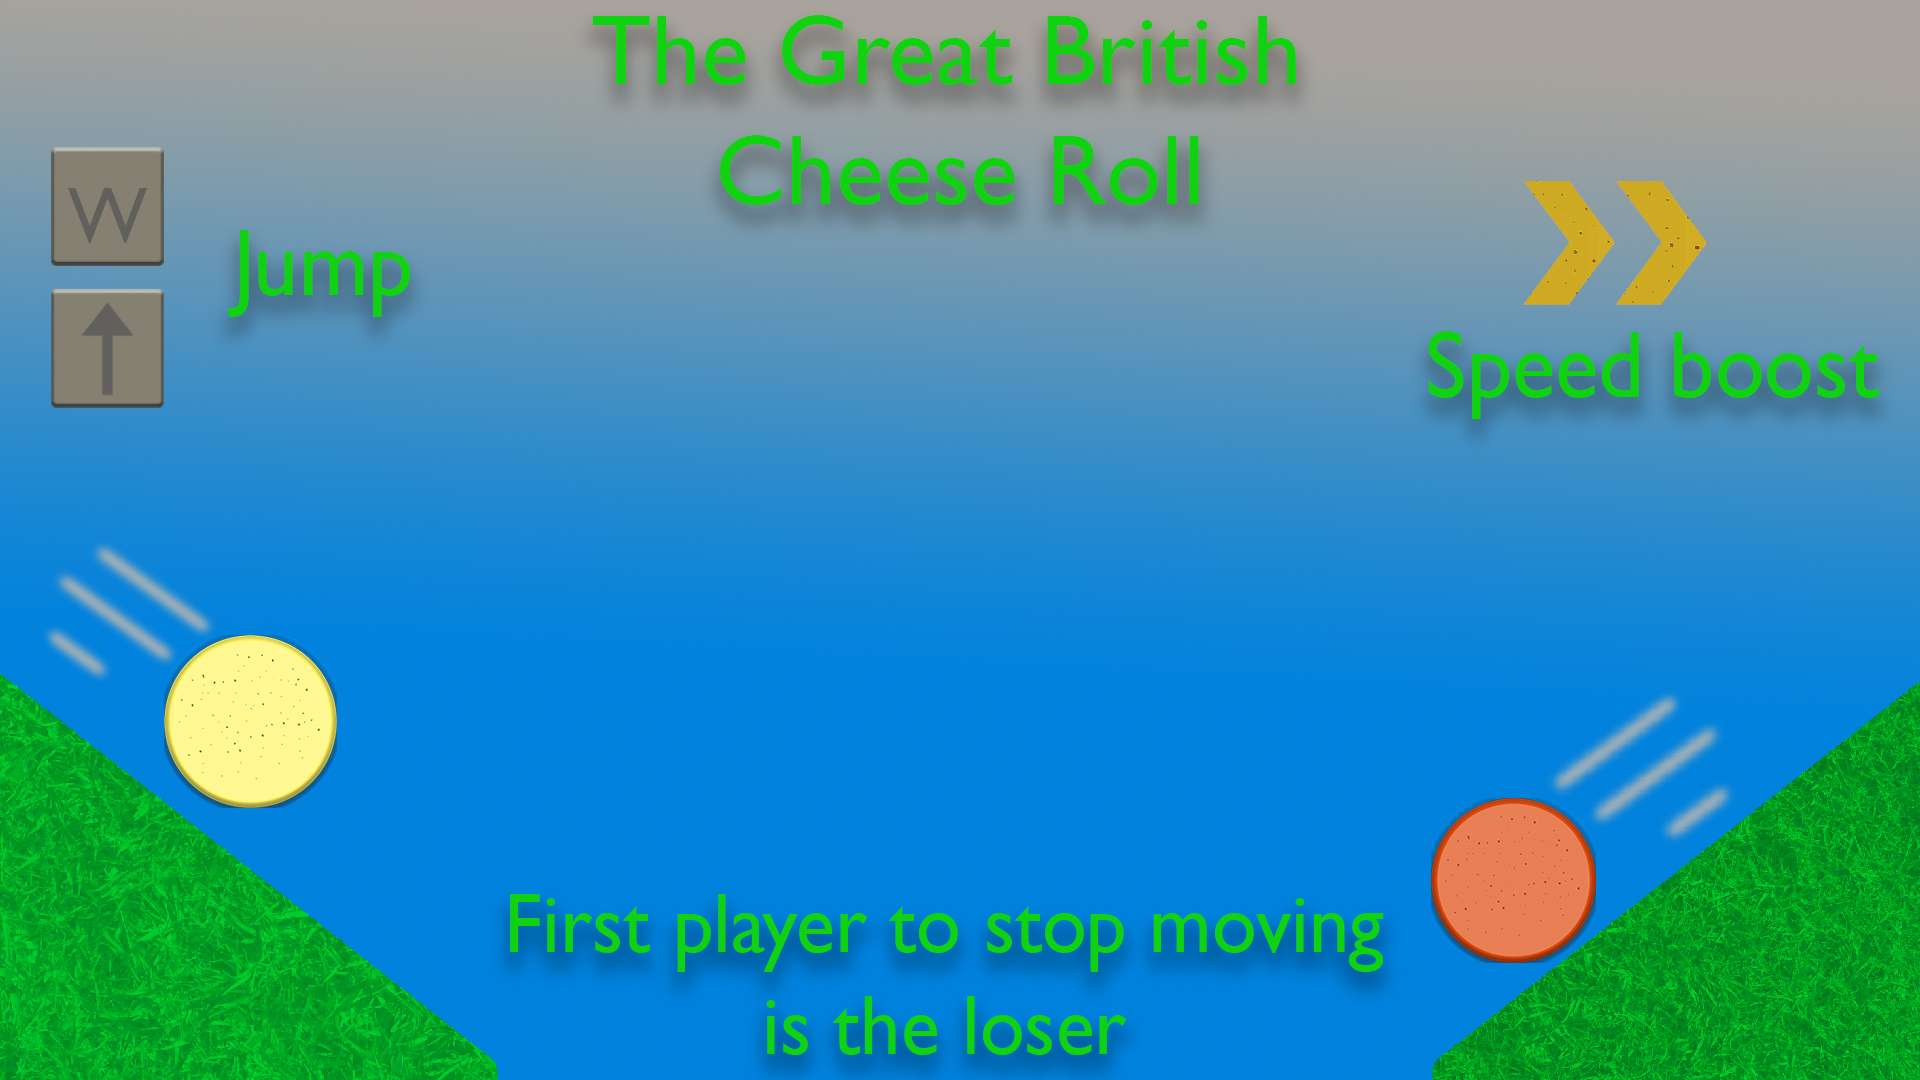 The Great British
Cheese Roll
W
Jump
↑
Speed boost
First player to stop moving
is the loser